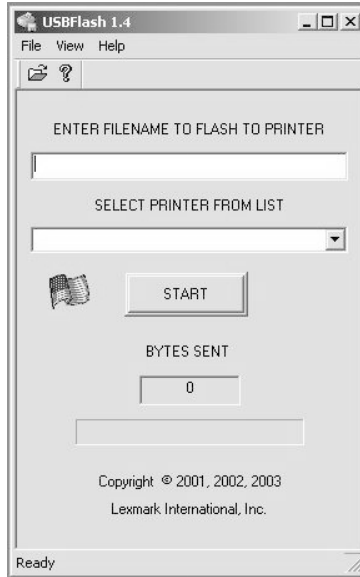 USBFlash 1.4
File View Help
ENTER FILENAME TO FLASH TO PRINTER
SELECT PRINTER FROM LIST
START
BYTES SENT
0
Copyright © 2001, 2002, 2003
Lexmark International, Inc.
Ready